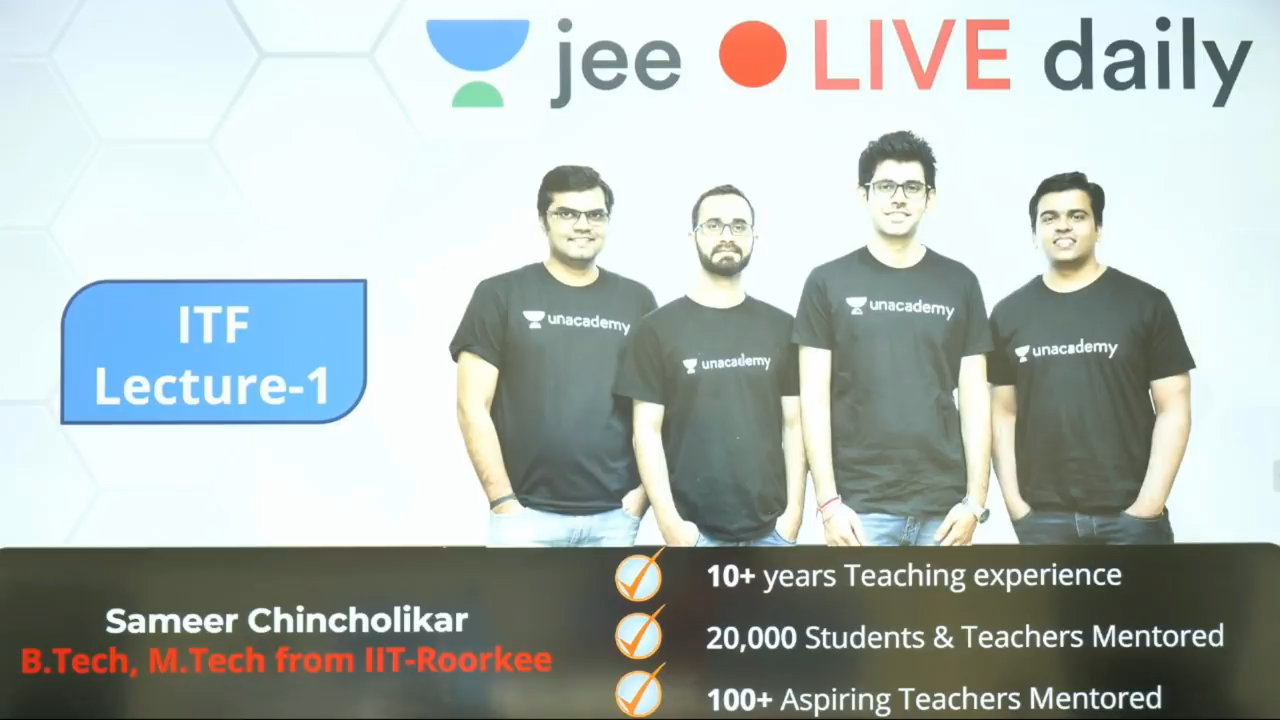 jee LIVE daily
unacademy
unacademy
unacademy
unacademy
ITF
Lecture-1
Sameer Chincholikar
B.Tech, M.Tech from IIT-Roorkee
10+ years Teaching experience
20,000 Students & Teachers Mentored
100+ Aspiring Teachers Mentored